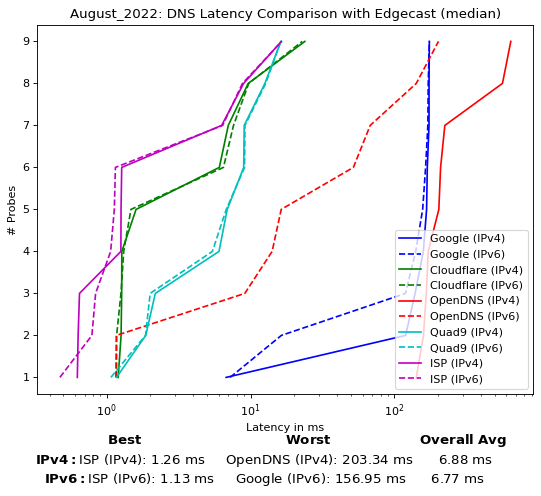 August_2022: DNS Latency Comparison with Edgecast (median)
9
8
7
6
5
4
3
2
1
# Probes
Google (IPv4)
Google (IPv6)
Cloudflare (IPv4)
Cloudflare (IPv6)
OpenDNS (IPv4)
OpenDNS (IPv6)
Quad9 (IPv4)
Quad9 (IPv6)
ISP (IPv4)
ISP (IPv6)
10⁰ 10¹ 10²
Latency in ms
Best Worst Overall Avg
IPv4: ISP (IPv4): 1.26 ms OpenDNS (IPv4): 203.34 ms 6.88 ms
IPv6: ISP (IPv6): 1.13 ms Google (IPv6): 156.95 ms 6.77 ms